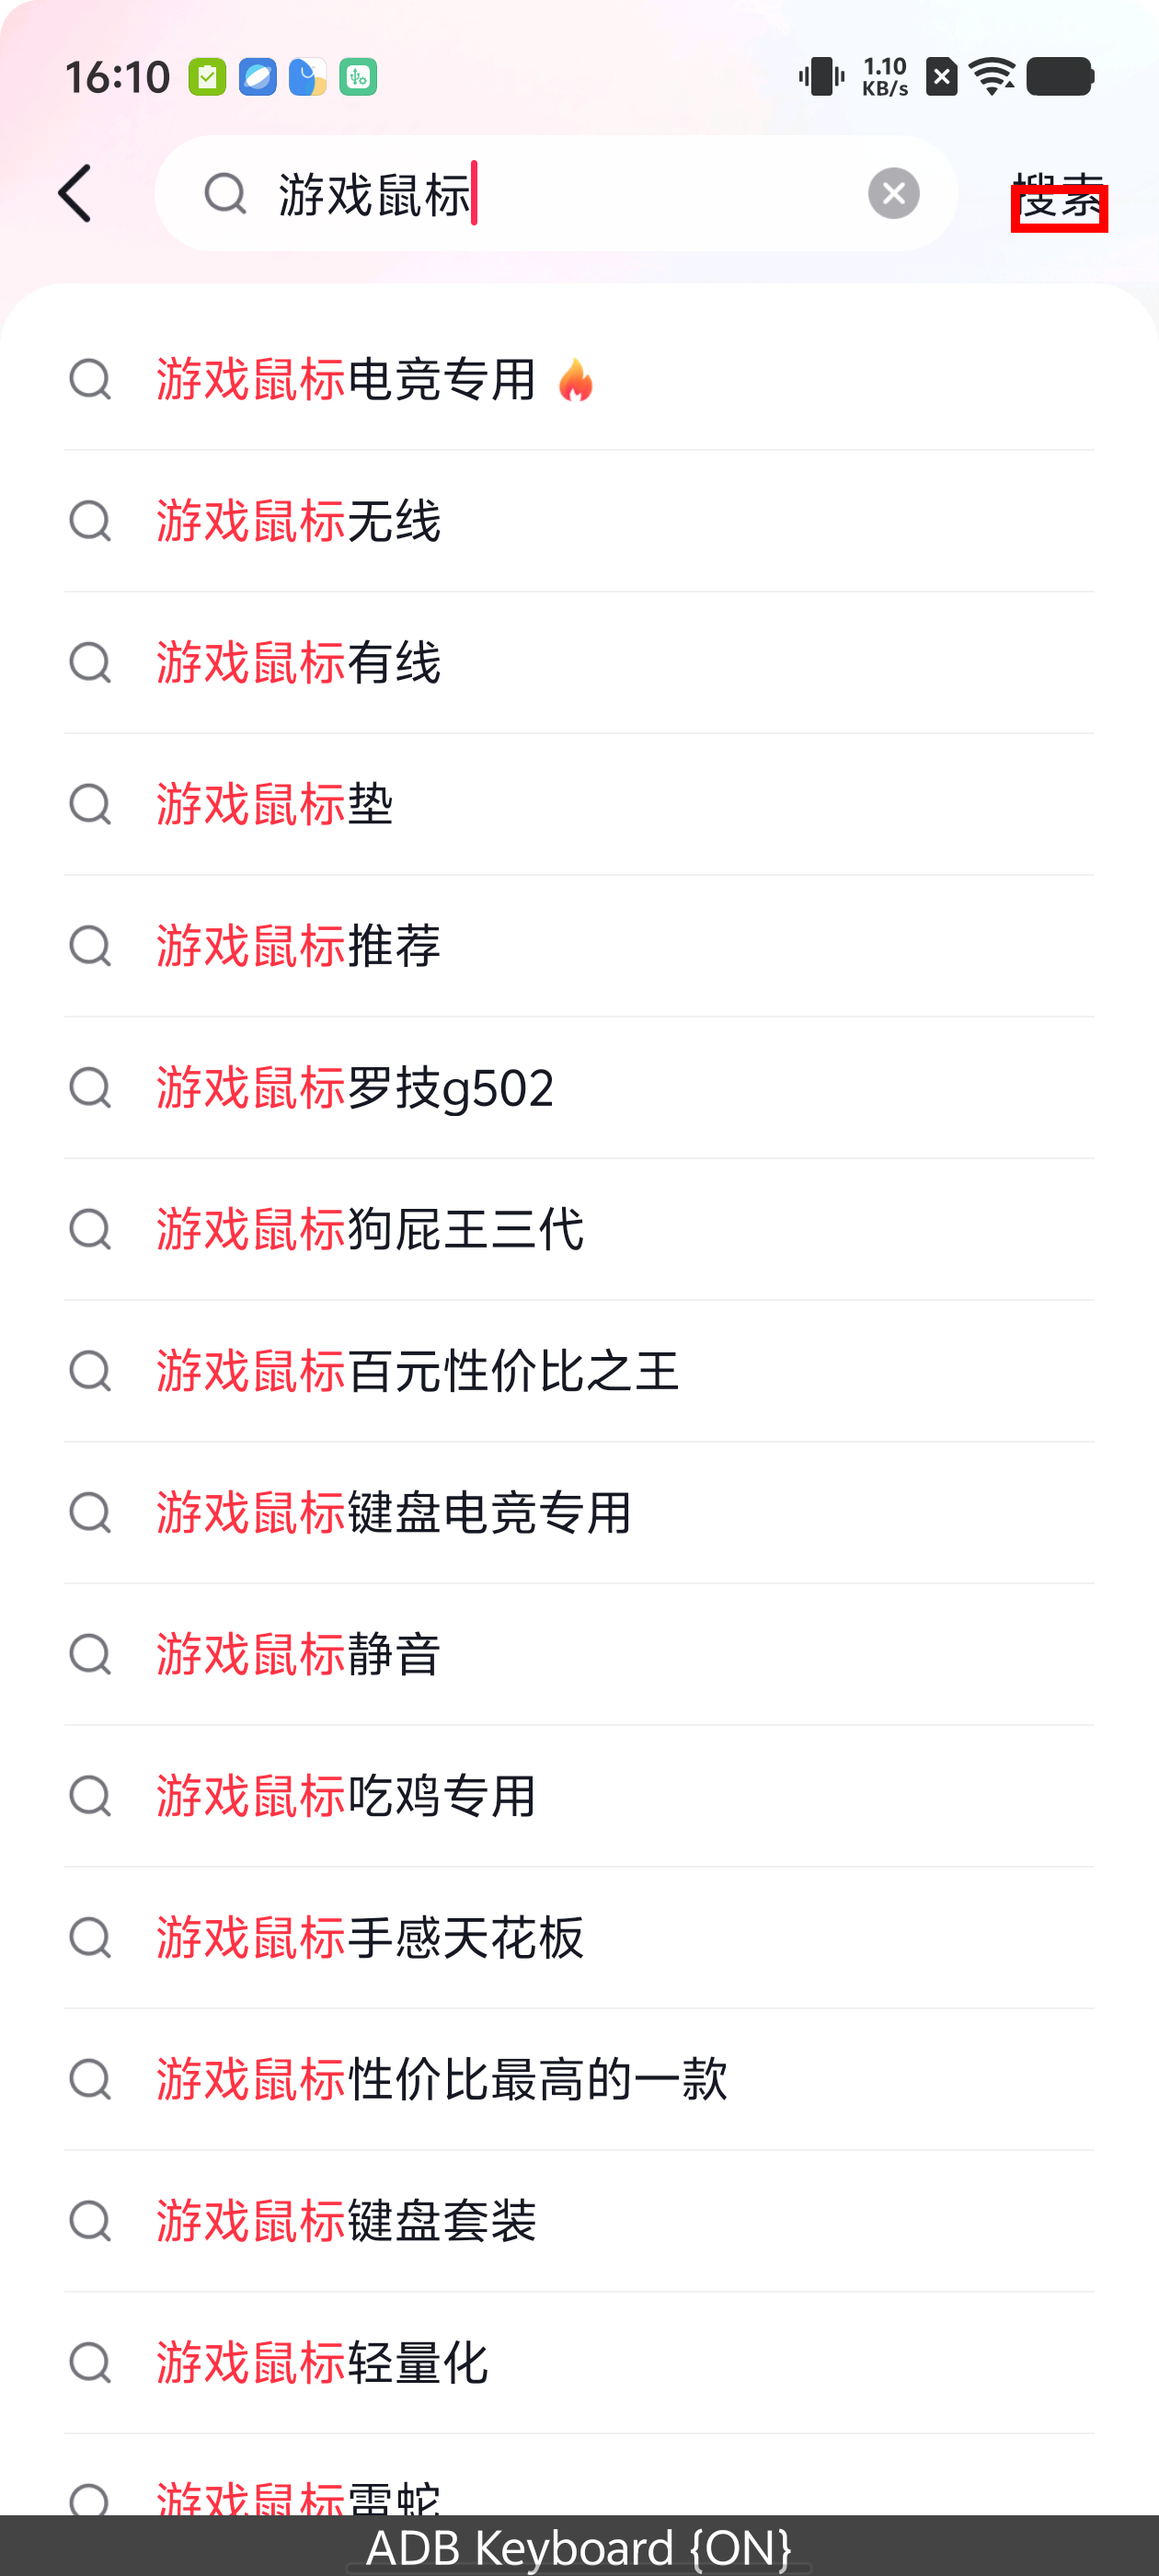 16:10
1.10
KB/s
游戏鼠标
搜索
游戏鼠标电竞专用
游戏鼠标无线
游戏鼠标有线
游戏鼠标垫
游戏鼠标推荐
游戏鼠标罗技g502
游戏鼠标狗屁王三代
游戏鼠标百元性价比之王
游戏鼠标键盘电竞专用
游戏鼠标静音
游戏鼠标吃鸡专用
游戏鼠标手感天花板
游戏鼠标性价比最高的一款
游戏鼠标键盘套装
游戏鼠标轻量化
游戏鼠标雷蛇
ADB Keyboard {ON}